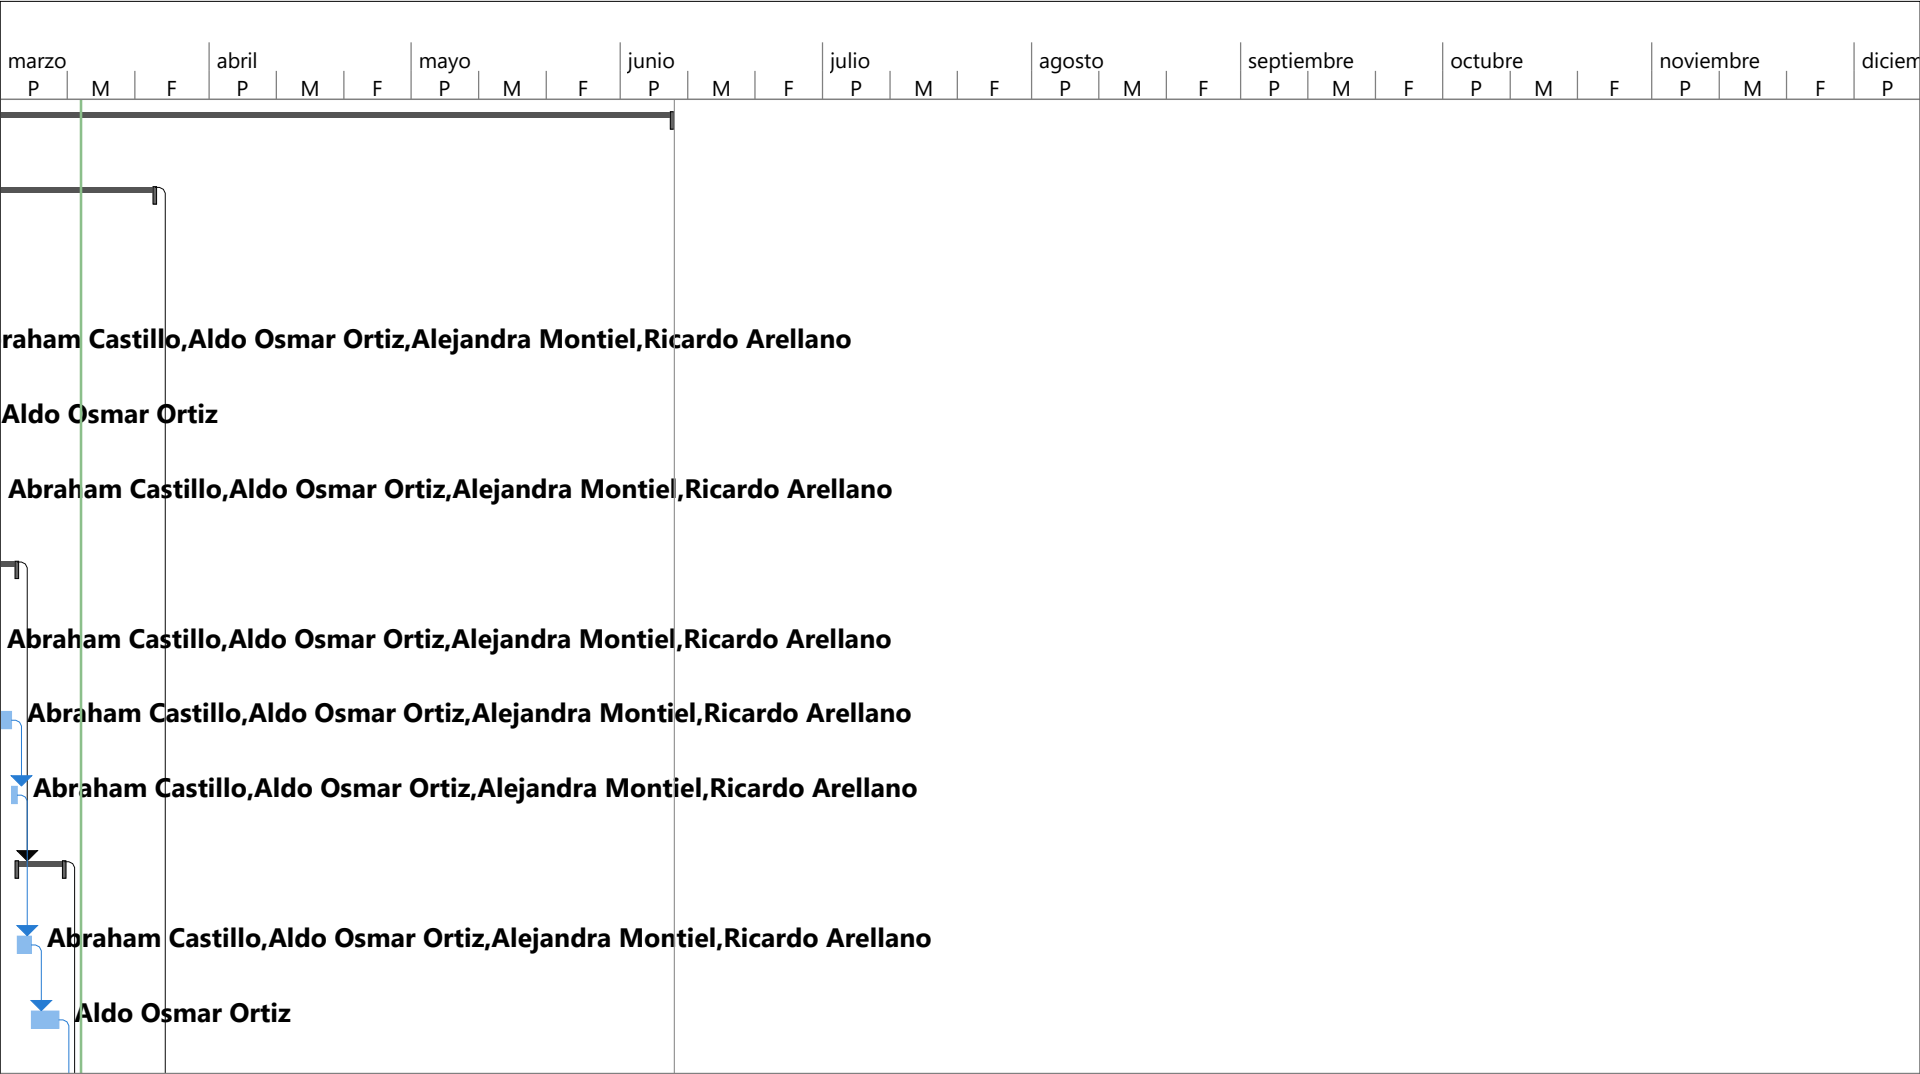 marzo abril mayo junio julio agosto septiembre octubre noviembre diciem
P M F P M F P M F P M F P M F P M F P M F P M F P M F P
raham Castillo,Aldo Osmar Ortiz,Alejandra Montiel,Ricardo Arellano
Aldo Osmar Ortiz
Abraham Castillo,Aldo Osmar Ortiz,Alejandra Montiel,Ricardo Arellano
Abraham Castillo,Aldo Osmar Ortiz,Alejandra Montiel,Ricardo Arellano
Abraham Castillo,Aldo Osmar Ortiz,Alejandra Montiel,Ricardo Arellano
Abraham Castillo,Aldo Osmar Ortiz,Alejandra Montiel,Ricardo Arellano
Abraham Castillo,Aldo Osmar Ortiz,Alejandra Montiel,Ricardo Arellano
Aldo Osmar Ortiz